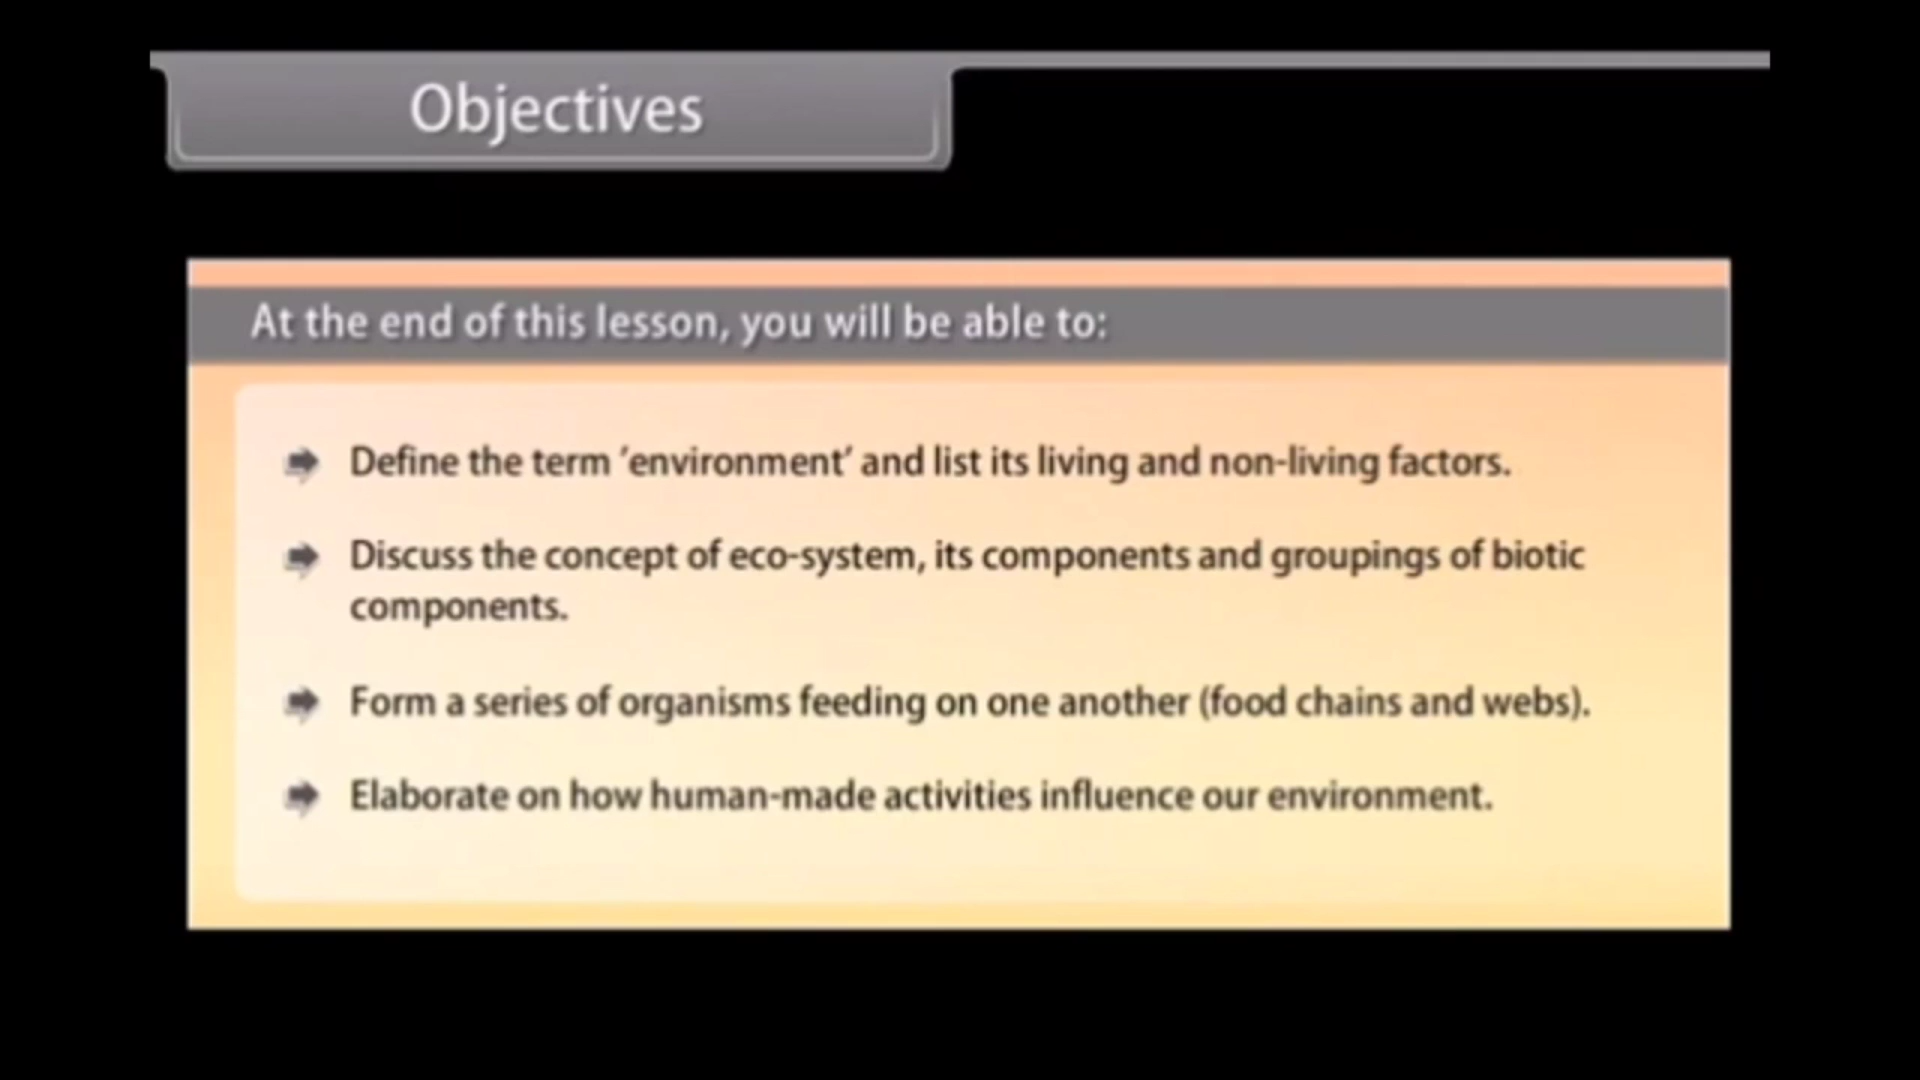 Objectives
At the end of this lesson, you will be able to:
Define the term ‘environment’ and list its living and non-living factors.
Discuss the concept of eco-system, its components and groupings of biotic
components.
Form a series of organisms feeding on one another (food chains and webs).
Elaborate on how human-made activities influence our environment.